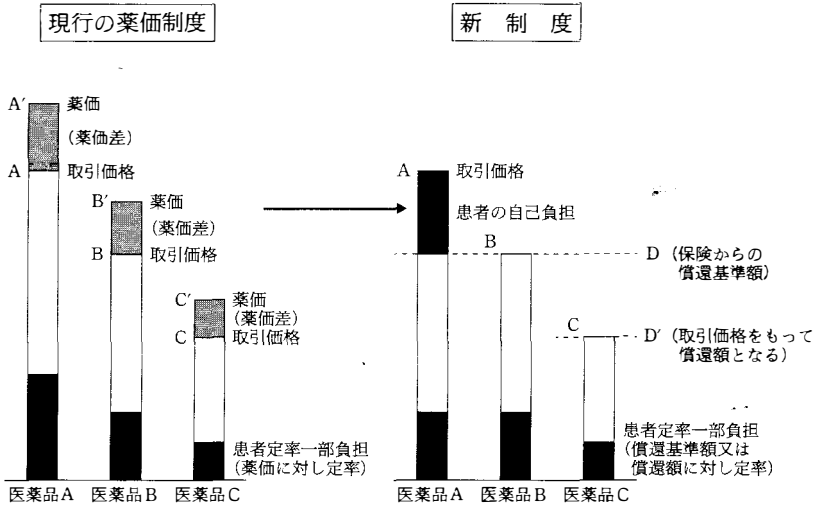 現行の薬価制度
A′ 薬価
(薬価差)
A 取引価格
B′ 薬価
(薬価差)
B 取引価格
C′ 薬価
(薬価差)
C 取引価格
患者定率一部負担
(薬価に対し定率)
医薬品A 医薬品B 医薬品C
新制度
A 取引価格
患者の自己負担
B
D (保険からの
償還基準額)
C
D′ (取引価格をもって
償還額となる)
患者定率一部負担
(償還基準額又は
償還額に対し定率)
医薬品A 医薬品B 医薬品C